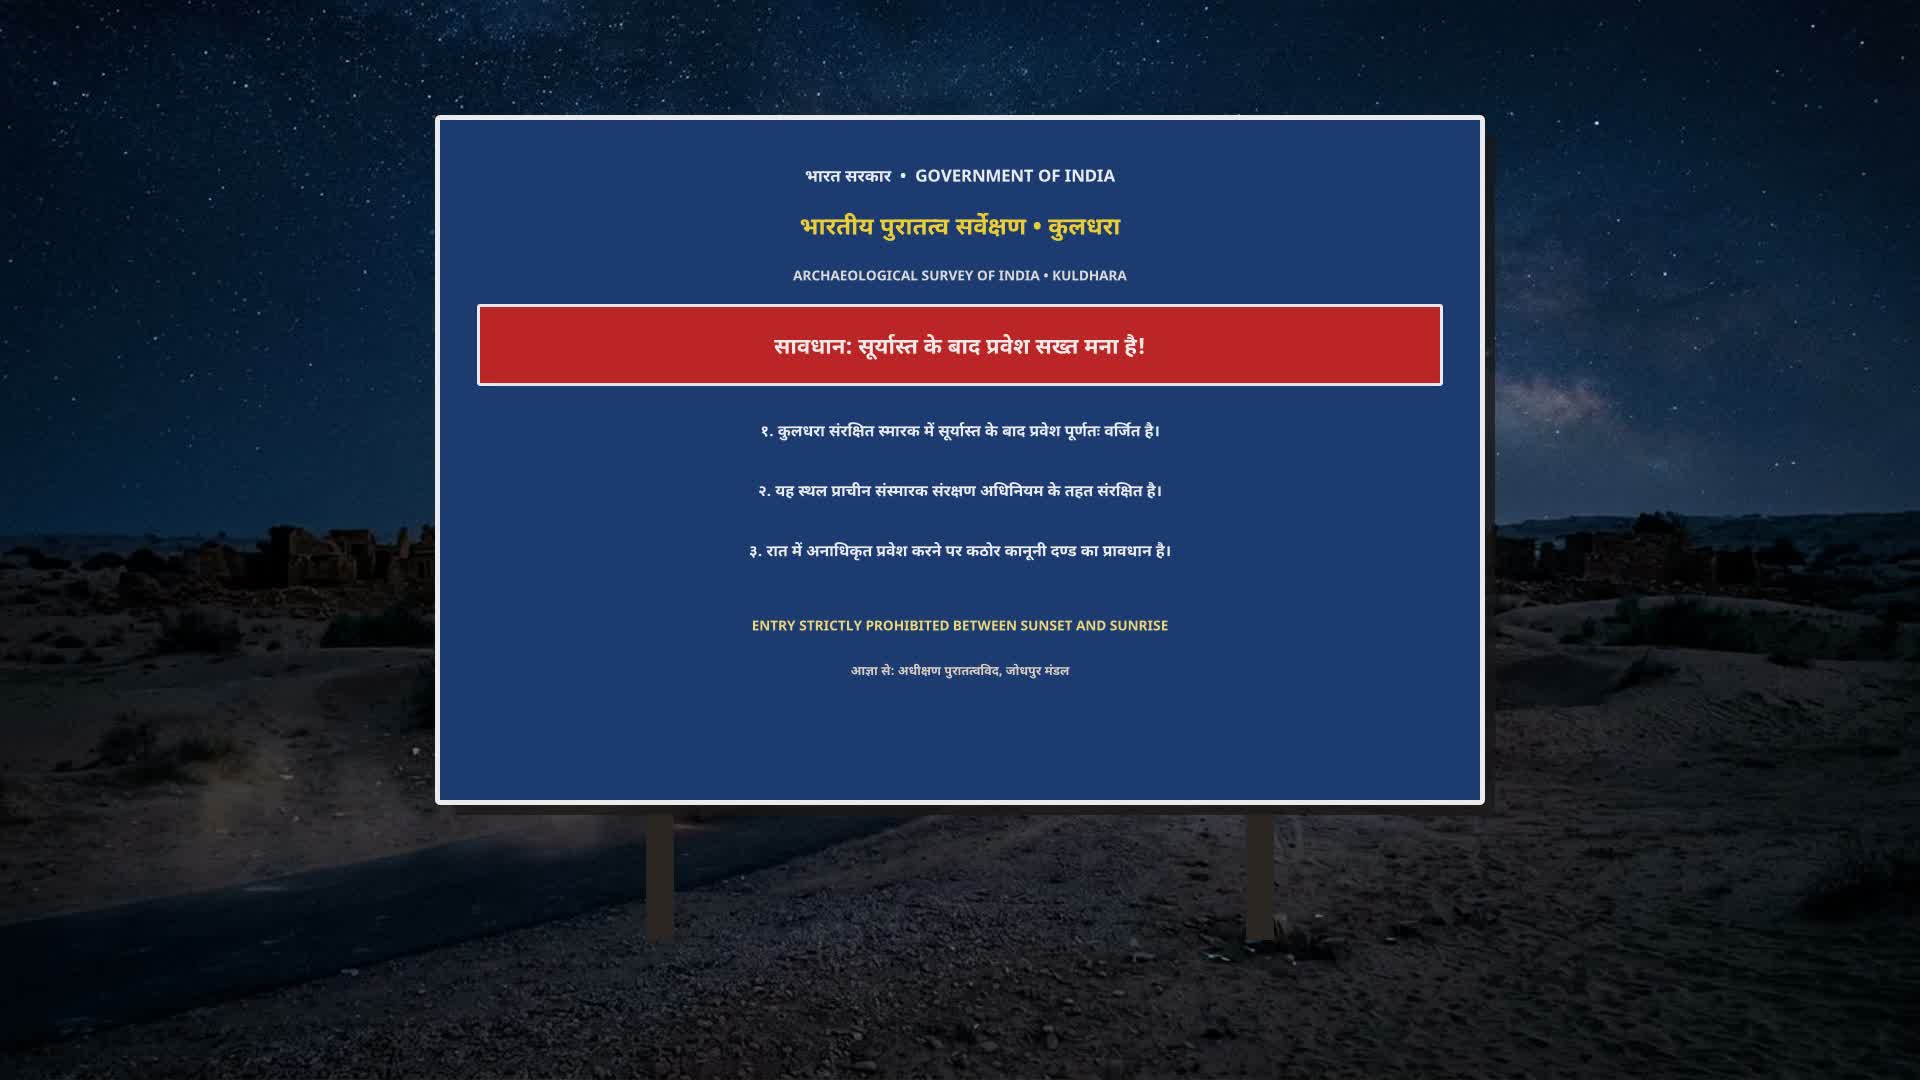 भारत सरकार • GOVERNMENT OF INDIA
भारतीय पुरातत्व सर्वेक्षण • कुलधरा
ARCHAEOLOGICAL SURVEY OF INDIA • KULDHARA
सावधान: सूर्यास्त के बाद प्रवेश सख्त मना है!
१. कुलधरा संरक्षित स्मारक में सूर्यास्त के बाद प्रवेश पूर्णतः वर्जित है।
२. यह स्थल प्राचीन संस्मारक संरक्षण अधिनियम के तहत संरक्षित है।
३. रात में अनाधिकृत प्रवेश करने पर कठोर कानूनी दण्ड का प्रावधान है।
ENTRY STRICTLY PROHIBITED BETWEEN SUNSET AND SUNRISE
आज्ञा से: अधीक्षण पुरातत्वविद, जोधपुर मंडल